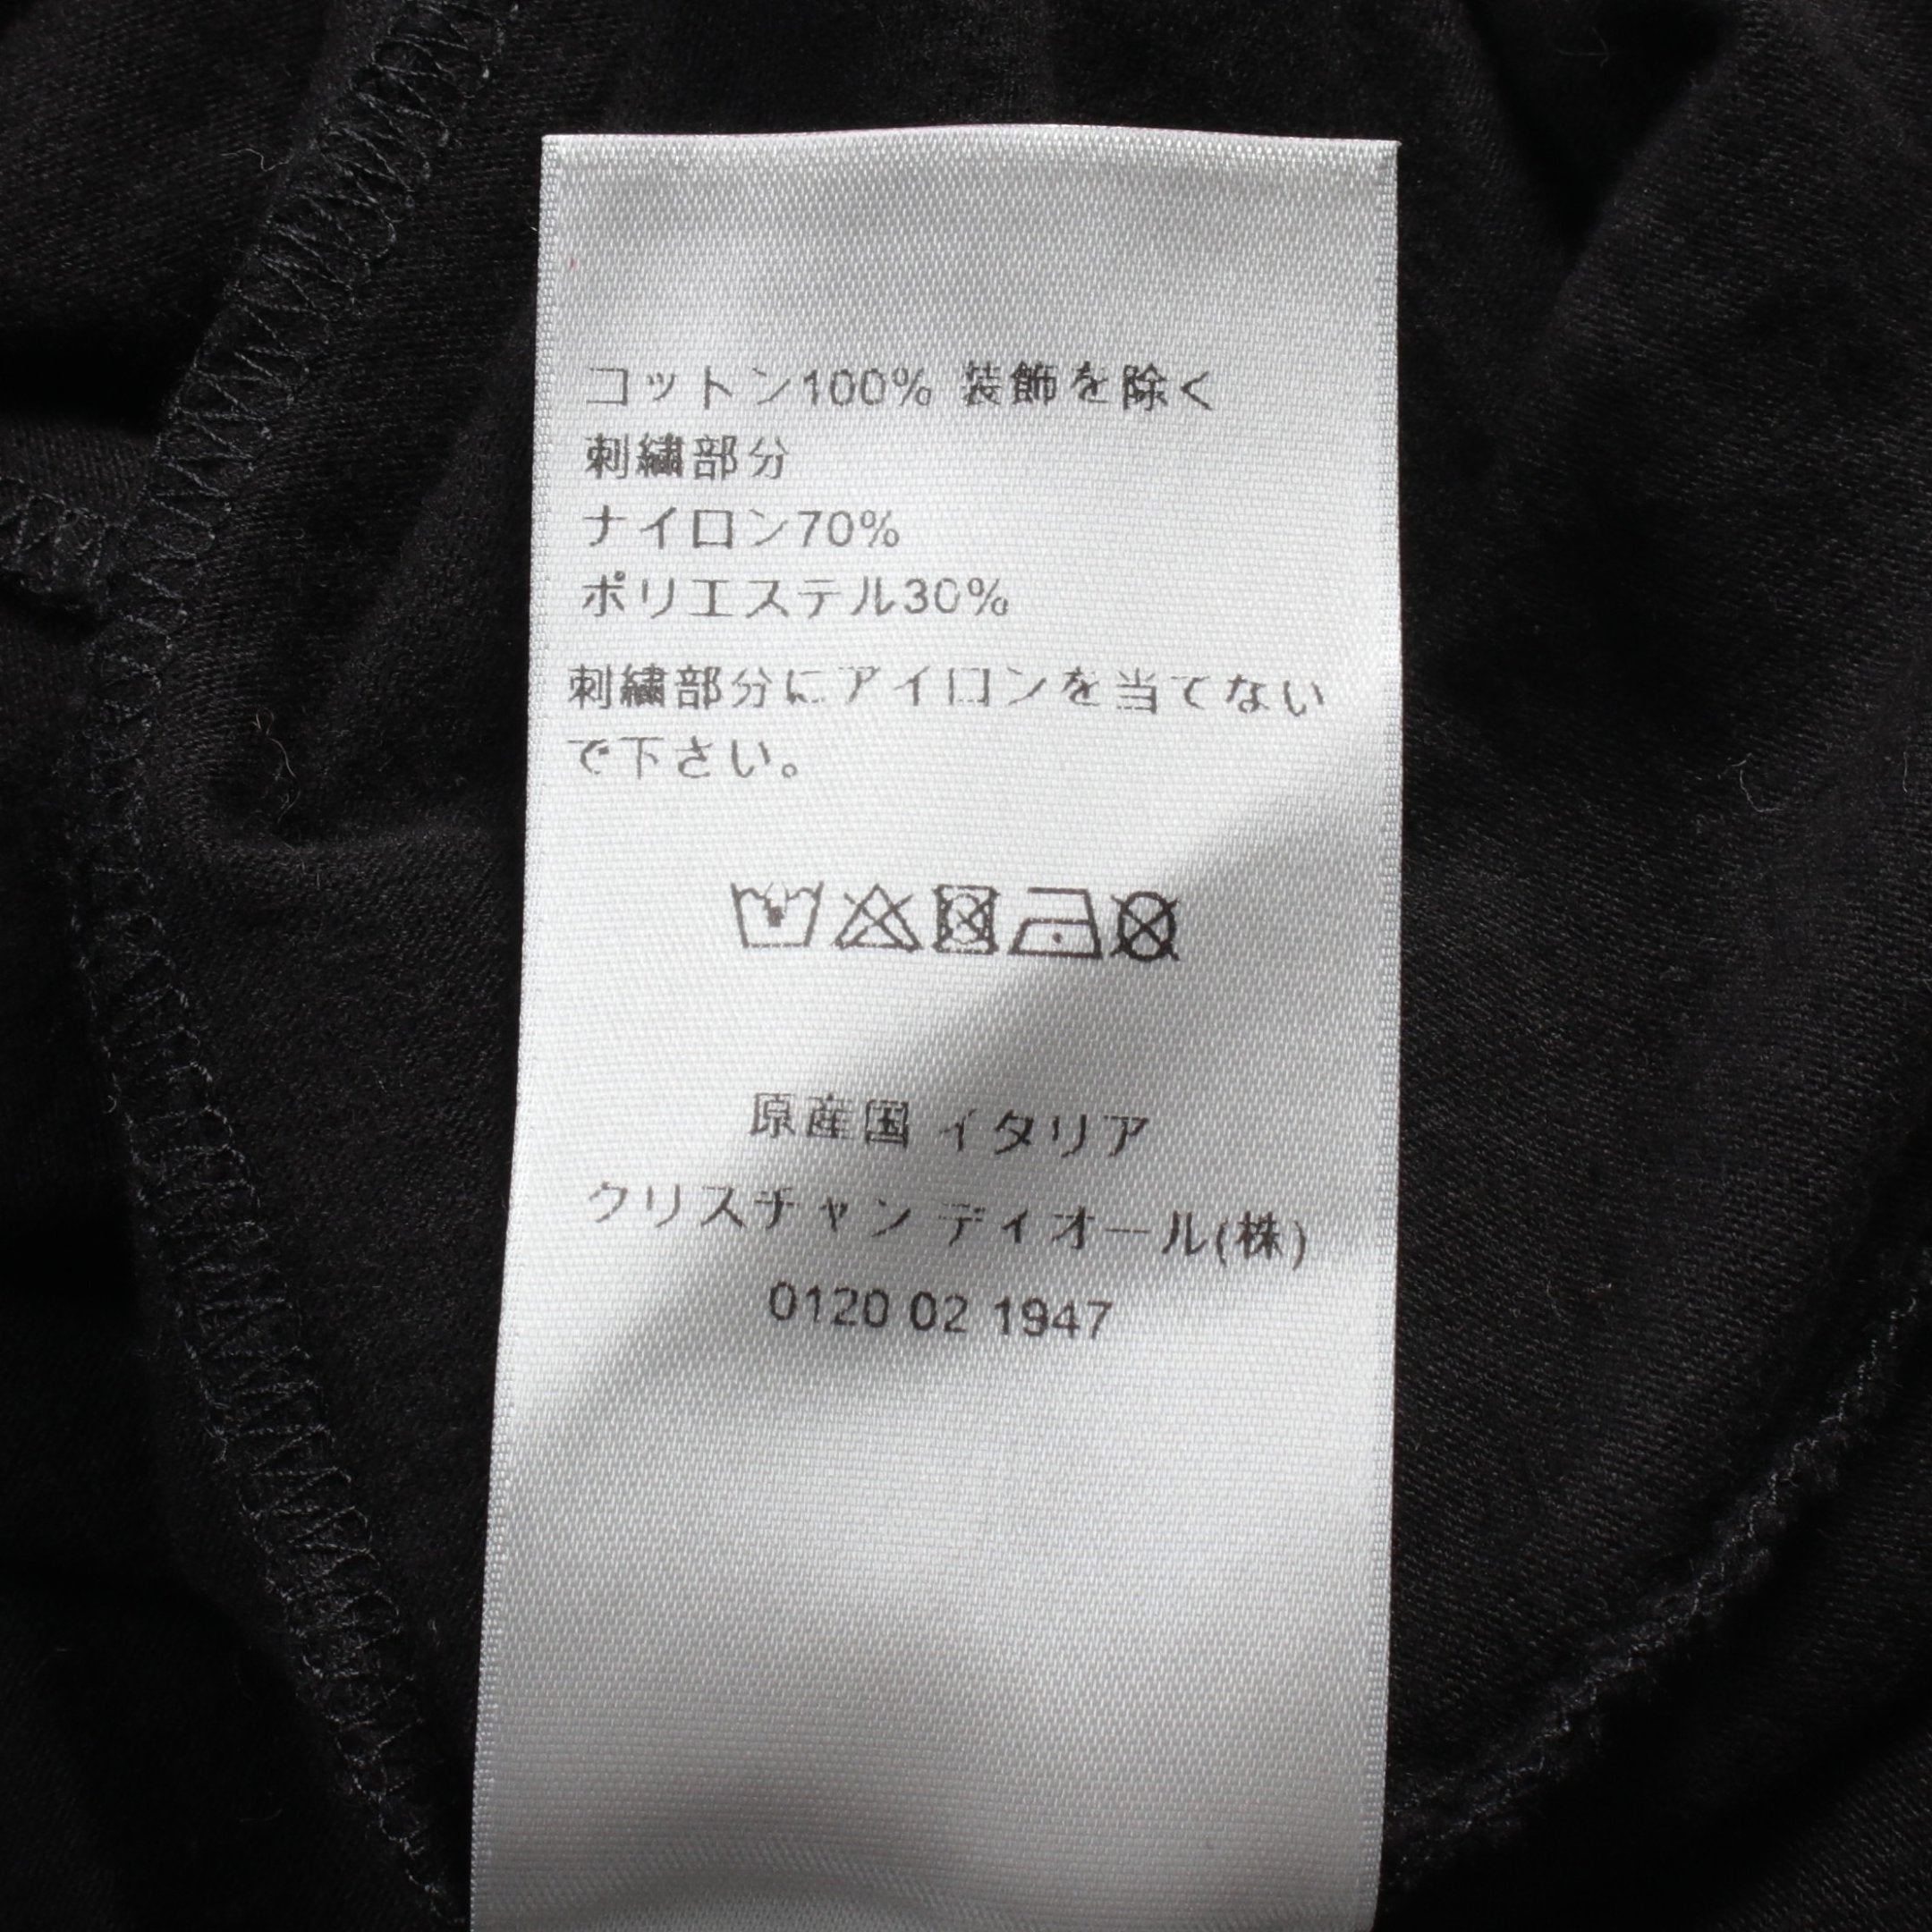 コットン100% 装飾を除く
刺繍部分
ナイロン70%
ポリエステル30%
刺繍部分にアイロンを当てない
で下さい。
原産国 イタリア
クリスチャン ディオール(株)
0120 02 1947